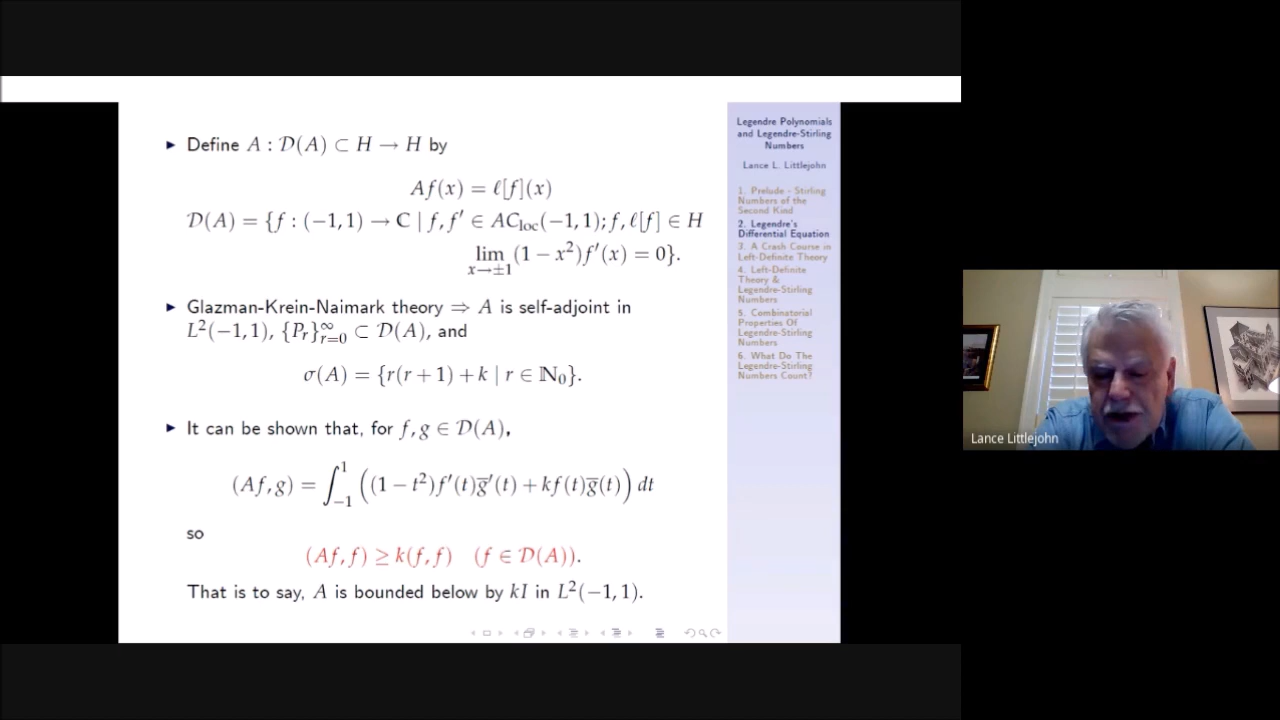 ▶ Define A : 𝒟(A) ⊂ H → H by
Af(x) = ℓ[f](x)
𝒟(A) = {f : (−1, 1) → C | f, f′ ∈ AC_loc(−1, 1); f, ℓ[f] ∈ H
lim_{x→±1} (1 − x²)f′(x) = 0}.
▶ Glazman-Krein-Naimark theory ⇒ A is self-adjoint in
L²(−1, 1), {P_r}_{r=0}^∞ ⊂ 𝒟(A), and
σ(A) = {r(r + 1) + k | r ∈ ℕ₀}.
▶ It can be shown that, for f, g ∈ 𝒟(A),
(Af, g) = ∫_{−1}^{1} ((1 − t²)f′(t)g̅′(t) + kf(t)g̅(t)) dt
so
(Af, f) ≥ k(f, f) (f ∈ 𝒟(A)).
That is to say, A is bounded below by kI in L²(−1, 1).
Legendre Polynomials
and Legendre-Stirling
Numbers
Lance L. Littlejohn
1. Prelude - Stirling
Numbers of the
Second Kind
2. Legendre's
Differential Equation
3. A Crash Course in
Left-Definite Theory
4. Left-Definite
Theory &
Legendre-Stirling
Numbers
5. Combinatorial
Properties Of
Legendre-Stirling
Numbers
6. What Do The
Legendre-Stirling
Numbers Count?
Lance Littlejohn